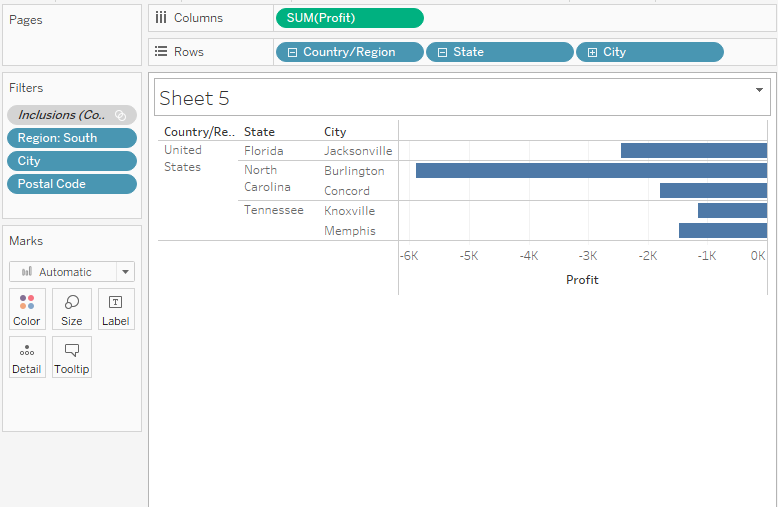 Pages
Columns
SUM(Profit)
Rows
Country/Region
State
City
Filters
Inclusions (Co..
Region: South
City
Postal Code
Marks
Automatic
Color
Size
Label
Detail
Tooltip
Sheet 5
Country/Re.. State City
United States
Florida
Jacksonville
North Carolina
Burlington
Concord
Tennessee
Knoxville
Memphis
-6K -5K -4K -3K -2K -1K 0K
Profit